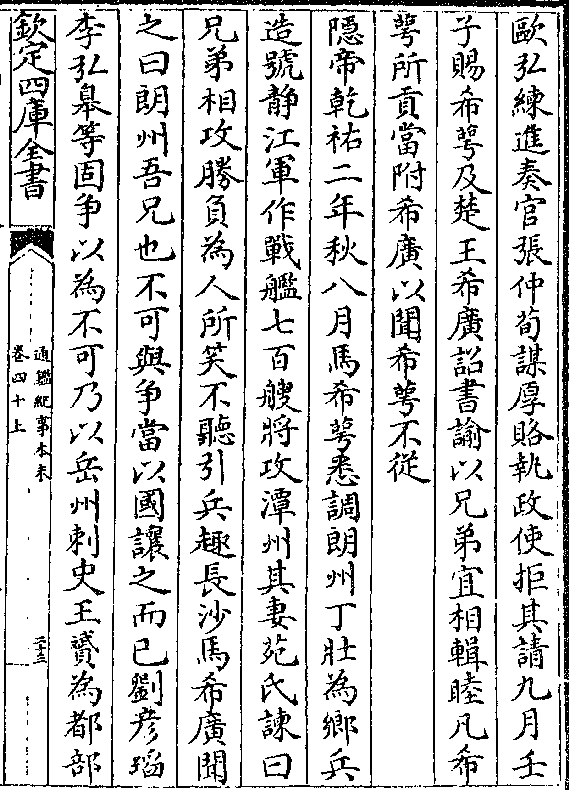 歐弘練進奏官張仲荀謀厚賂執政使拒其請九月壬
子賜希萼及楚王希廣詔書諭以兄弟宜相輯睦凡希
萼所貢當附希廣以聞希萼不從
隱帝乾祐二年秋八月馬希萼悉調朗州丁壯為鄉兵
造號靜江軍作戰艦七百艘將攻潭州其妻苑氏諫曰
兄弟相攻勝負為人所笑不聽引兵趣長沙馬希廣聞
之曰朗州吾兄也不可與爭當以國讓之而已劉彦瑫
李弘皋等固爭以為不可乃以岳州刺史王贇為都部
欽定四庫全書
通鑑紀事本末
卷四十上
二十三